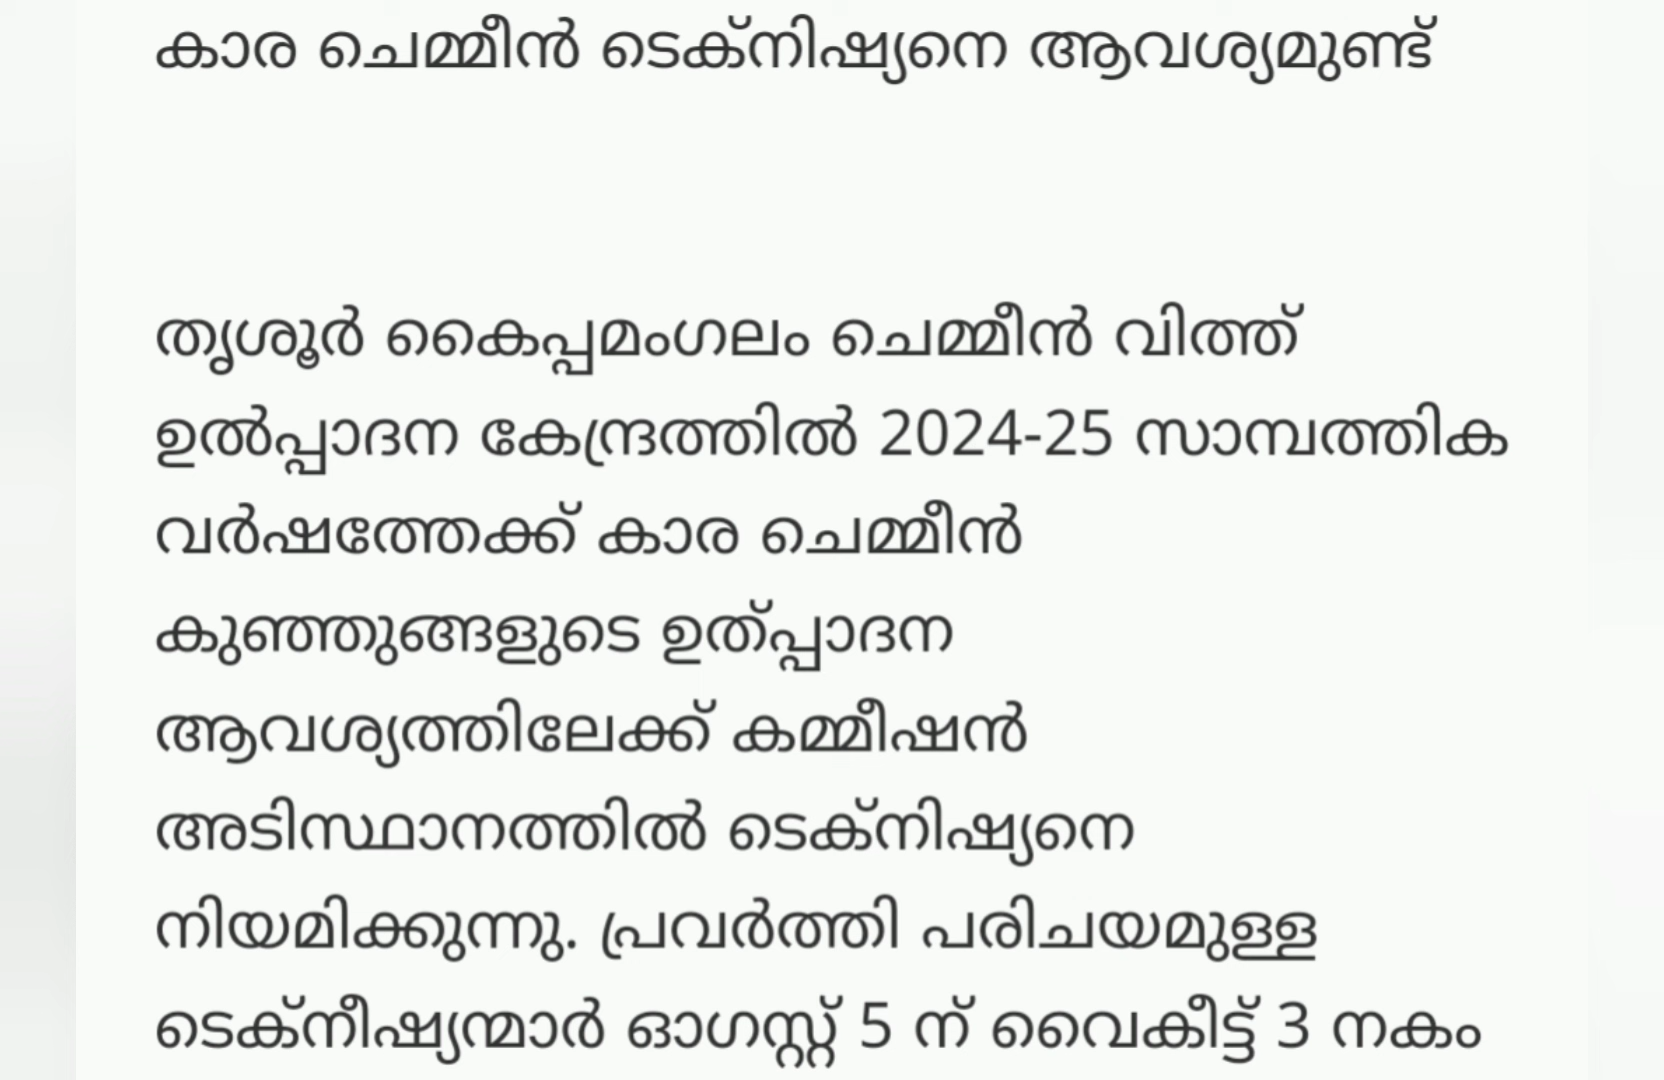 കാര ചെമ്മീൻ ടെക്നിഷ്യനെ ആവശ്യമുണ്ട്
തൃശൂർ കൈപ്പമംഗലം ചെമ്മീൻ വിത്ത്
ഉൽപ്പാദന കേന്ദ്രത്തിൽ 2024-25 സാമ്പത്തിക
വർഷത്തേക്ക് കാര ചെമ്മീൻ
കുഞ്ഞുങ്ങളുടെ ഉത്പ്പാദന
ആവശ്യത്തിലേക്ക് കമ്മീഷൻ
അടിസ്ഥാനത്തിൽ ടെക്നിഷ്യനെ
നിയമിക്കുന്നു. പ്രവർത്തി പരിചയമുള്ള
ടെക്നീഷ്യന്മാർ ഓഗസ്റ്റ് 5 ന് വൈകീട്ട് 3 നകം